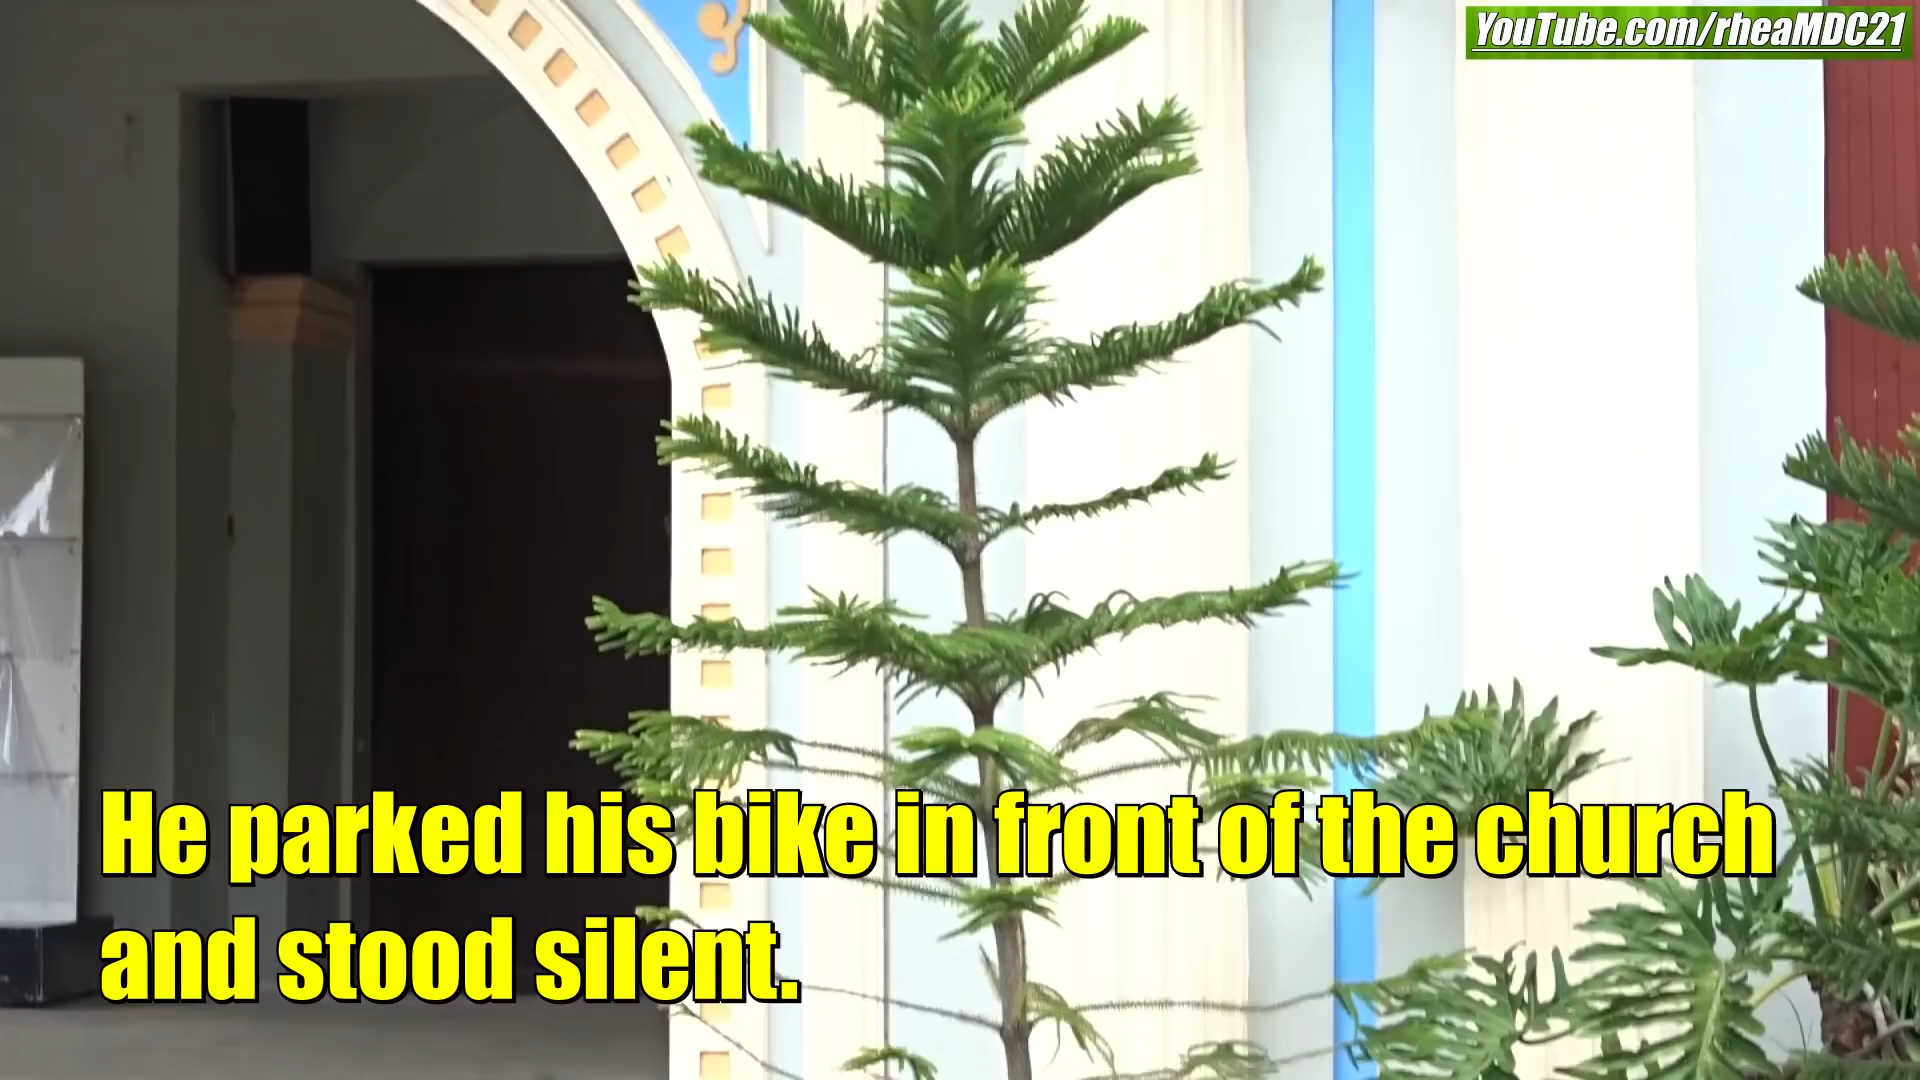 YouTube.com/rheaMDC21
He parked his bike in front of the church
and stood silent.